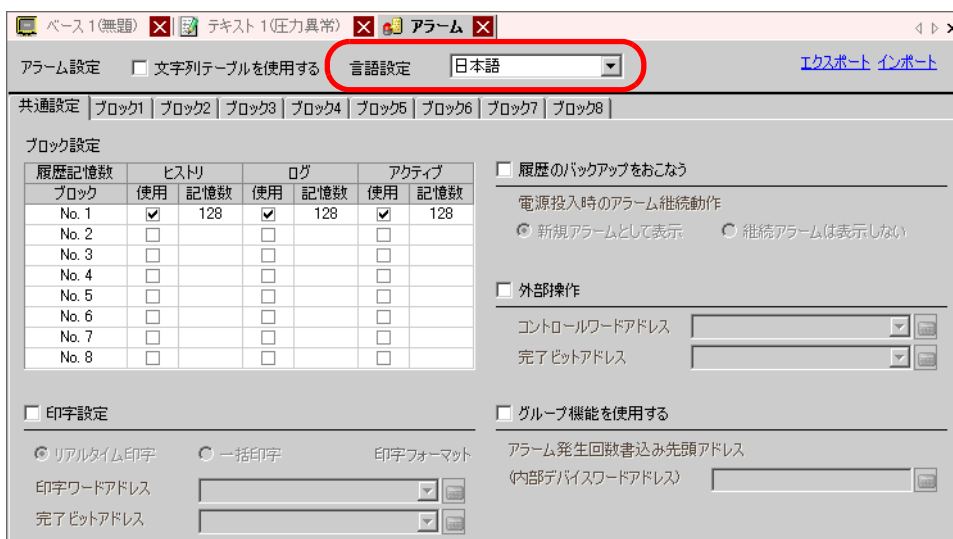 ベース 1(無題) テキスト 1(圧力異常) アラーム
アラーム設定 文字列テーブルを使用する 言語設定 日本語 エクスポート インポート
共通設定 ブロック1 ブロック2 ブロック3 ブロック4 ブロック5 ブロック6 ブロック7 ブロック8
ブロック設定
履歴記憶数 ヒストリ ログ アクティブ
ブロック 使用 記憶数 使用 記憶数 使用 記憶数
No. 1 128 128 128
No. 2
No. 3
No. 4
No. 5
No. 6
No. 7
No. 8
履歴のバックアップをおこなう
電源投入時のアラーム継続動作
新規アラームとして表示 継続アラームは表示しない
外部操作
コントロールワードアドレス
完了ビットアドレス
印字設定
リアルタイム印字 一括印字 印字フォーマット
印字ワードアドレス
完了ビットアドレス
グループ機能を使用する
アラーム発生回数書込み先頭アドレス
(内部デバイスワードアドレス)